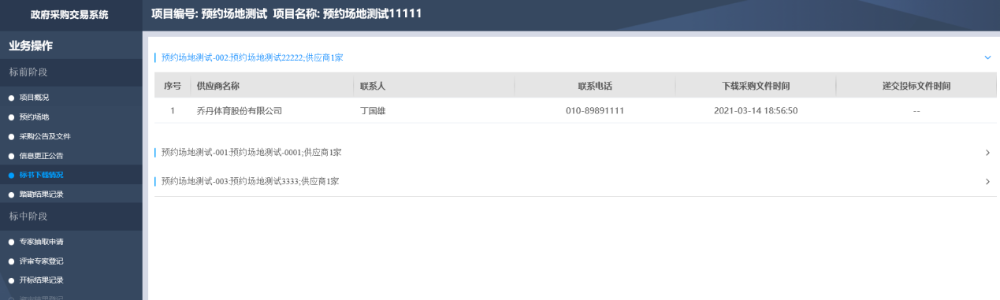 政府采购交易系统
项目编号: 预约场地测试 项目名称: 预约场地测试11111
业务操作
标前阶段
项目概况
预约场地
采购公告及文件
信息更正公告
标书下载情况
踏勘结果记录
标中阶段
专家抽取申请
评审专家登记
开标结果记录
预约场地测试-002:预约场地测试22222;供应商1家
序号 供应商名称 联系人 联系电话 下载采购文件时间 递交投标文件时间
1 乔丹体育股份有限公司 丁国雄 010-89891111 2021-03-14 18:56:50 --
预约场地测试-001:预约场地测试-0001;供应商1家
预约场地测试-003:预约场地测试3333;供应商1家